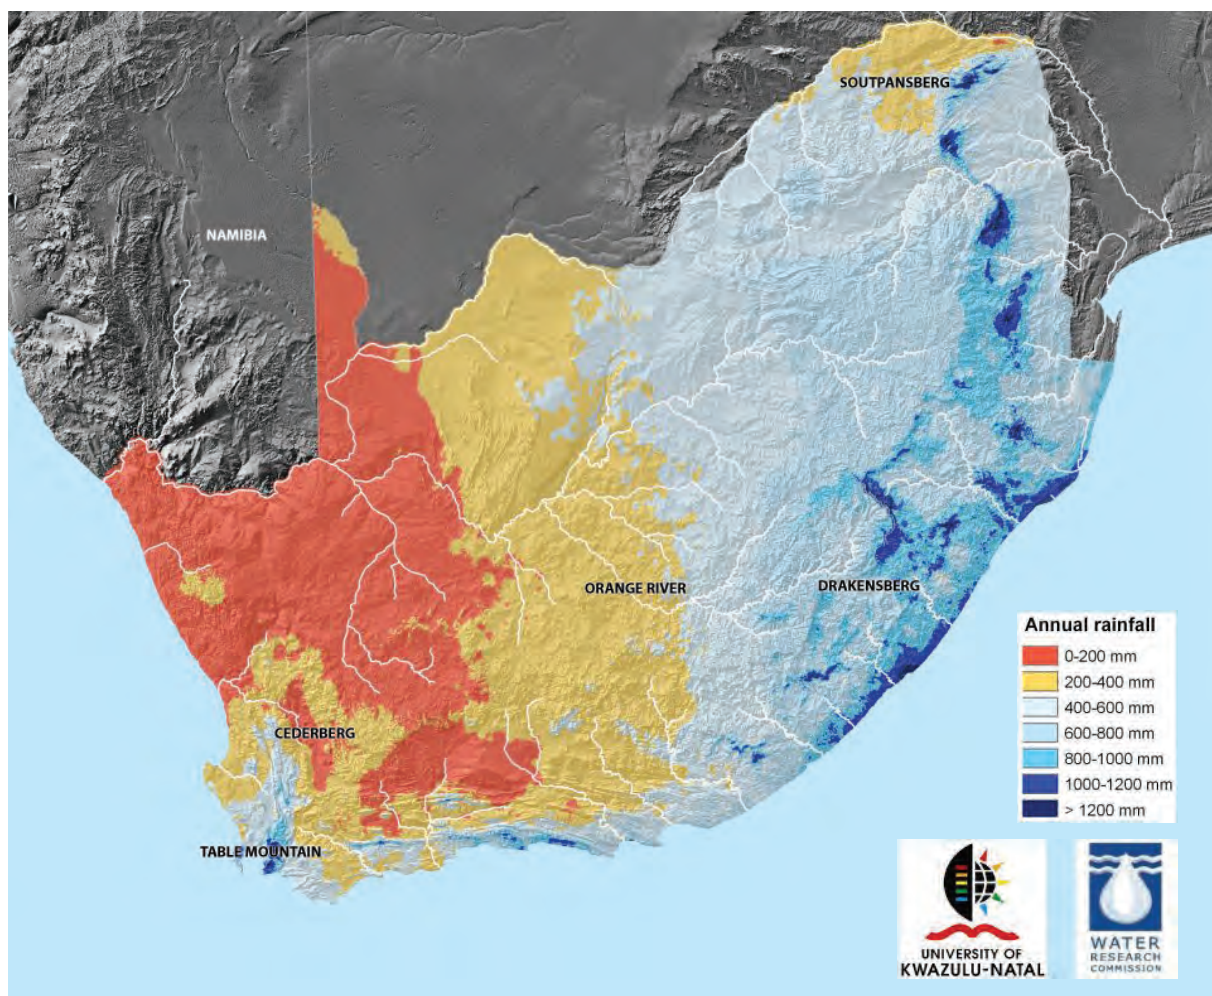 SOUTPANSBERG
NAMIBIA
ORANGE RIVER
DRAKENSBERG
CEDERBERG
TABLE MOUNTAIN
Annual rainfall
0-200 mm
200-400 mm
400-600 mm
600-800 mm
800-1000 mm
1000-1200 mm
> 1200 mm
UNIVERSITY OF
KWAZULU-NATAL
WATER
RESEARCH
COMMISSION